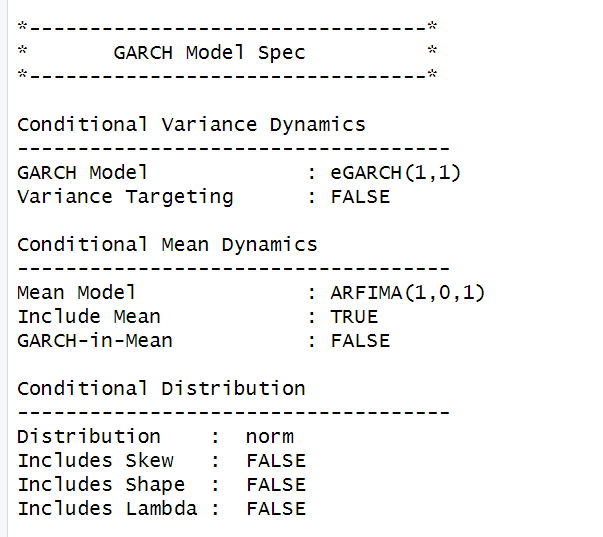 *---------------------------------*
*       GARCH Model Spec          *
*---------------------------------*
Conditional Variance Dynamics
------------------------------------
GARCH Model             : eGARCH(1,1)
Variance Targeting      : FALSE
Conditional Mean Dynamics
------------------------------------
Mean Model              : ARFIMA(1,0,1)
Include Mean            : TRUE
GARCH-in-Mean           : FALSE
Conditional Distribution
------------------------------------
Distribution    :  norm
Includes Skew   :  FALSE
Includes Shape  :  FALSE
Includes Lambda :  FALSE